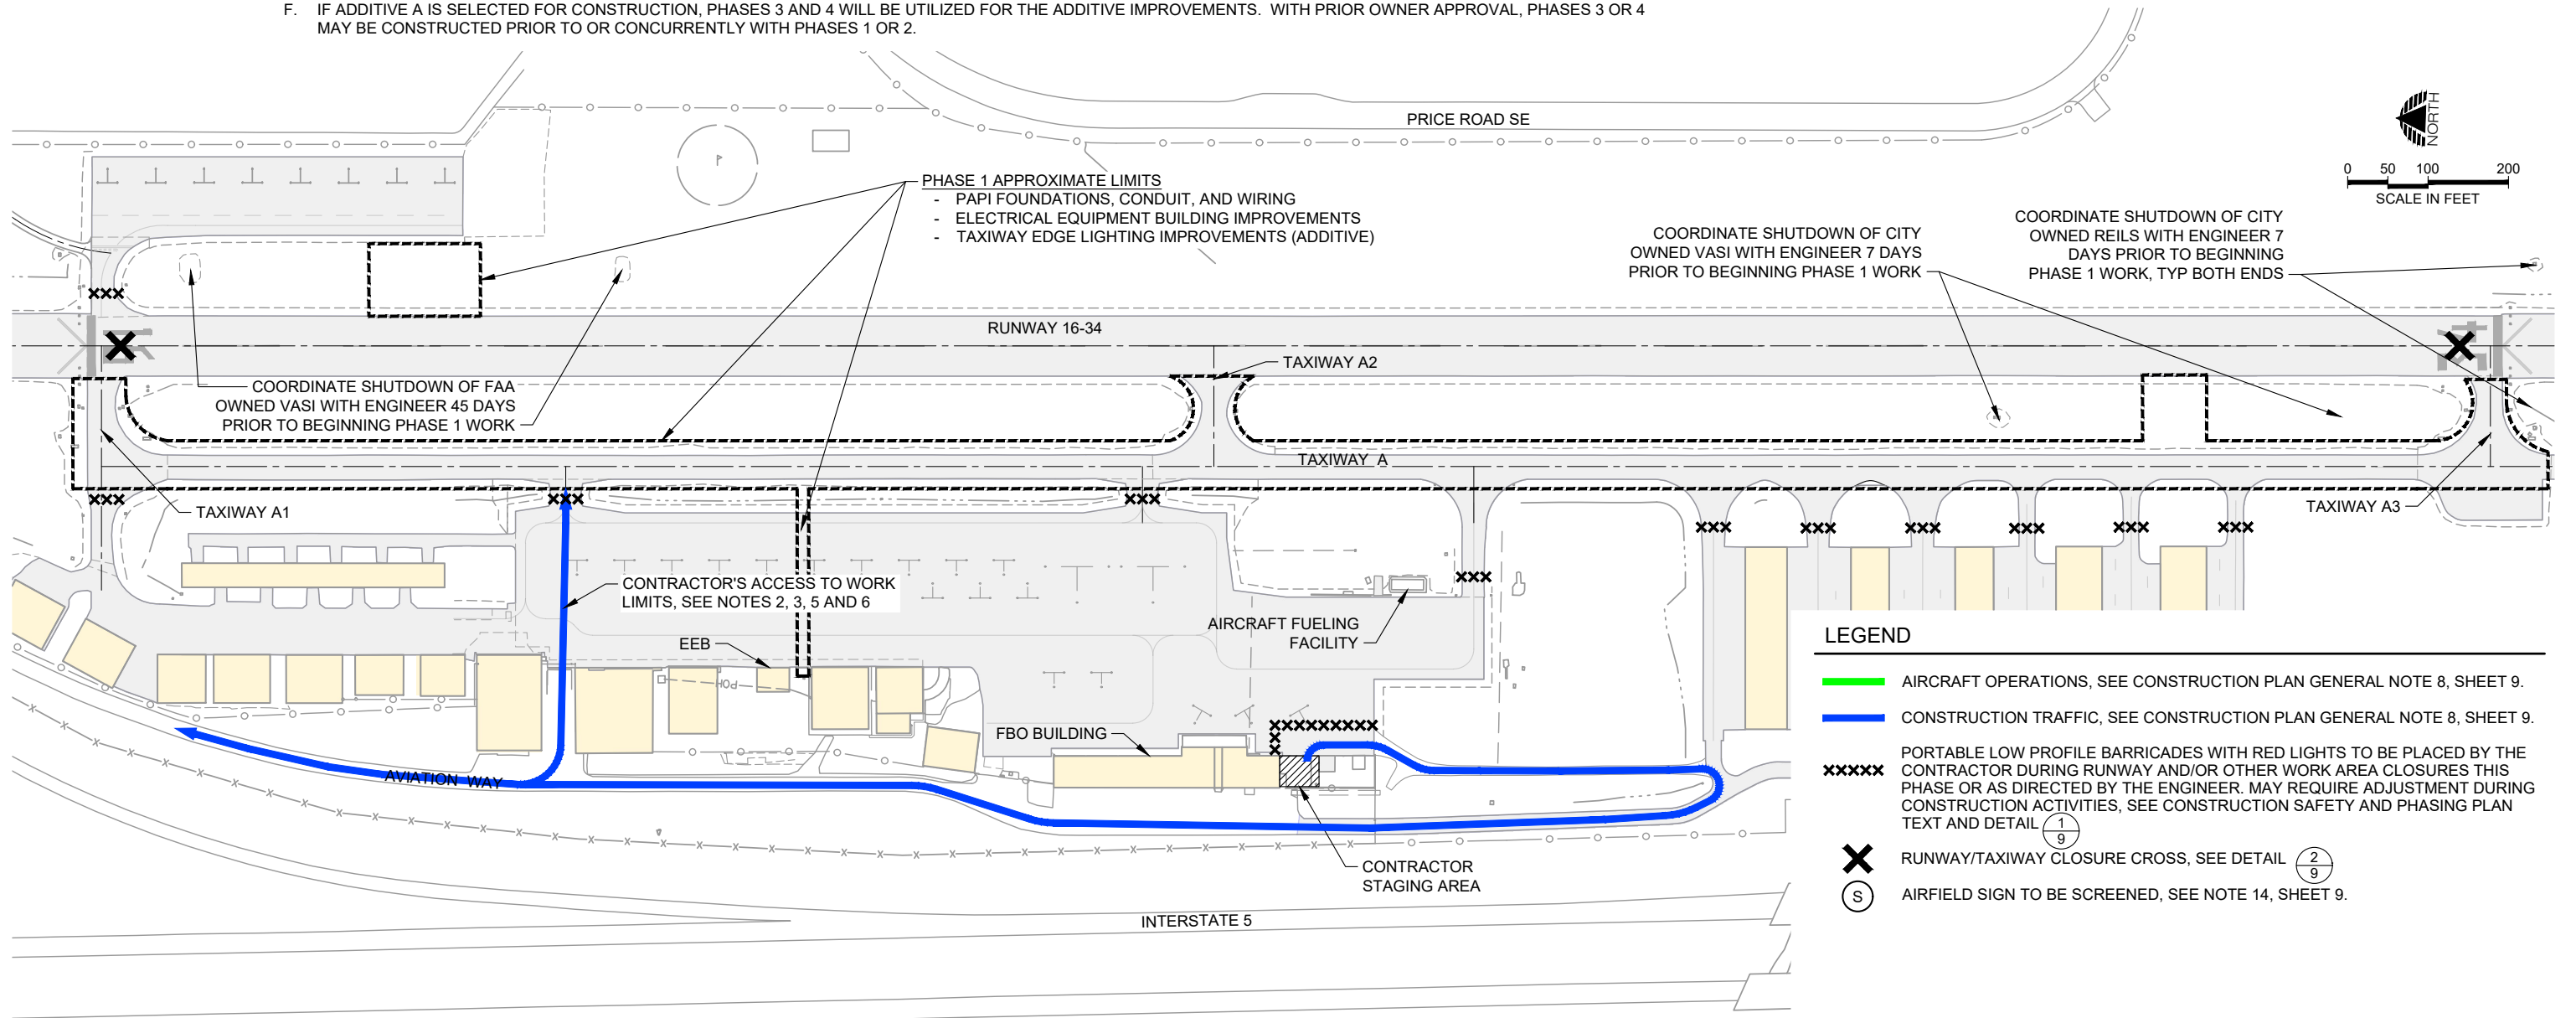 F. IF ADDITIVE A IS SELECTED FOR CONSTRUCTION, PHASES 3 AND 4 WILL BE UTILIZED FOR THE ADDITIVE IMPROVEMENTS. WITH PRIOR OWNER APPROVAL, PHASES 3 OR 4
MAY BE CONSTRUCTED PRIOR TO OR CONCURRENTLY WITH PHASES 1 OR 2.
PRICE ROAD SE
NORTH
0 50 100 200
SCALE IN FEET
PHASE 1 APPROXIMATE LIMITS
- PAPI FOUNDATIONS, CONDUIT, AND WIRING
- ELECTRICAL EQUIPMENT BUILDING IMPROVEMENTS
- TAXIWAY EDGE LIGHTING IMPROVEMENTS (ADDITIVE)
COORDINATE SHUTDOWN OF CITY
OWNED VASI WITH ENGINEER 7 DAYS
PRIOR TO BEGINNING PHASE 1 WORK
COORDINATE SHUTDOWN OF CITY
OWNED REILS WITH ENGINEER 7
DAYS PRIOR TO BEGINNING
PHASE 1 WORK, TYP BOTH ENDS
RUNWAY 16-34
TAXIWAY A2
COORDINATE SHUTDOWN OF FAA
OWNED VASI WITH ENGINEER 45 DAYS
PRIOR TO BEGINNING PHASE 1 WORK
TAXIWAY A
TAXIWAY A1
TAXIWAY A3
CONTRACTOR'S ACCESS TO WORK
LIMITS, SEE NOTES 2, 3, 5 AND 6
EEB
AIRCRAFT FUELING
FACILITY
FBO BUILDING
AVIATION WAY
CONTRACTOR
STAGING AREA
INTERSTATE 5
LEGEND
AIRCRAFT OPERATIONS, SEE CONSTRUCTION PLAN GENERAL NOTE 8, SHEET 9.
CONSTRUCTION TRAFFIC, SEE CONSTRUCTION PLAN GENERAL NOTE 8, SHEET 9.
PORTABLE LOW PROFILE BARRICADES WITH RED LIGHTS TO BE PLACED BY THE
CONTRACTOR DURING RUNWAY AND/OR OTHER WORK AREA CLOSURES THIS
PHASE OR AS DIRECTED BY THE ENGINEER. MAY REQUIRE ADJUSTMENT DURING
CONSTRUCTION ACTIVITIES, SEE CONSTRUCTION SAFETY AND PHASING PLAN
TEXT AND DETAIL 1
9
RUNWAY/TAXIWAY CLOSURE CROSS, SEE DETAIL 2
9
S AIRFIELD SIGN TO BE SCREENED, SEE NOTE 14, SHEET 9.